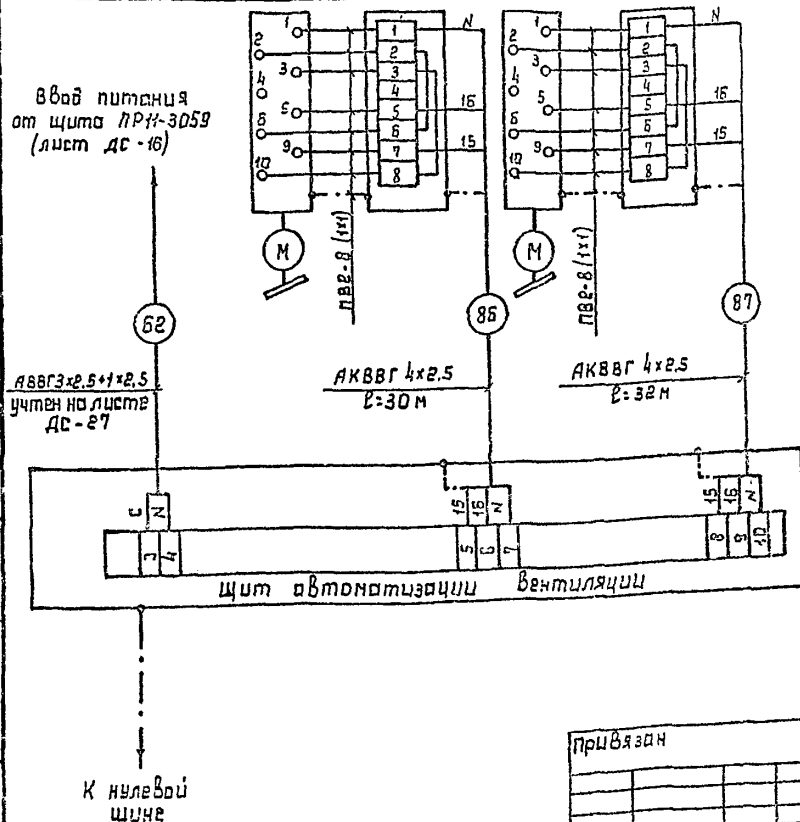 1 1 N 1 1 N
2 2 2 2
3 3 3 3
4 4 4 4
5 5 16 5 5 16
6 6 6 6
9 7 15 9 7 15
10 8 10 8
Ввод питания
от щита ПР11-3059
(лист ДС-16)
М
ПВ2-8 (1х1)
М
ПВ2-8 (1х1)
62
86
87
АВВГ3х2,5+1х2,5
учтен на листе
ДС-27
АКВВГ 4х2,5
ℓ=30 м
АКВВГ 4х2,5
ℓ=32 м
С N
15 16 N
15 16 N
3 4
5 6 7
8 9 10
Щит автоматизации вентиляции
К нулевой
шине
Привязан